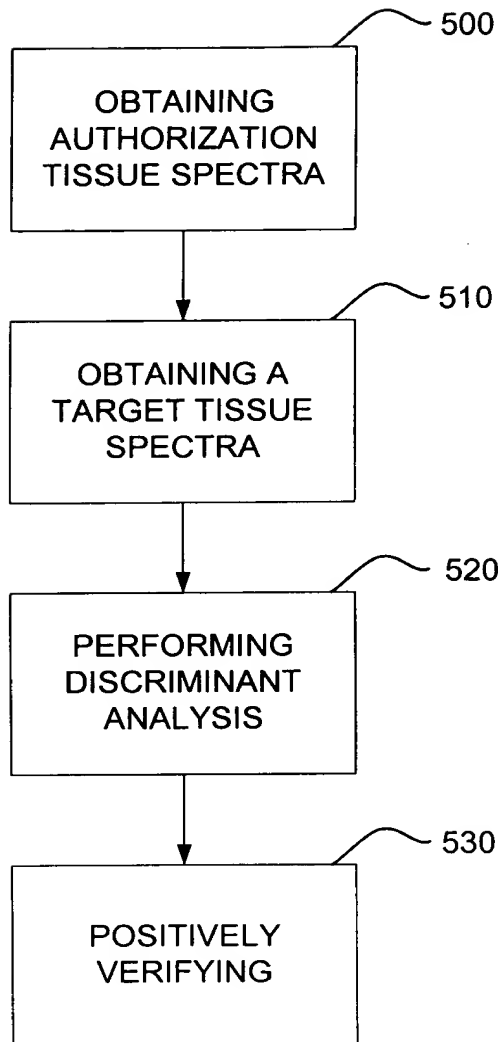 500
OBTAINING
AUTHORIZATION
TISSUE SPECTRA
510
OBTAINING A
TARGET TISSUE
SPECTRA
520
PERFORMING
DISCRIMINANT
ANALYSIS
530
POSITIVELY
VERIFYING